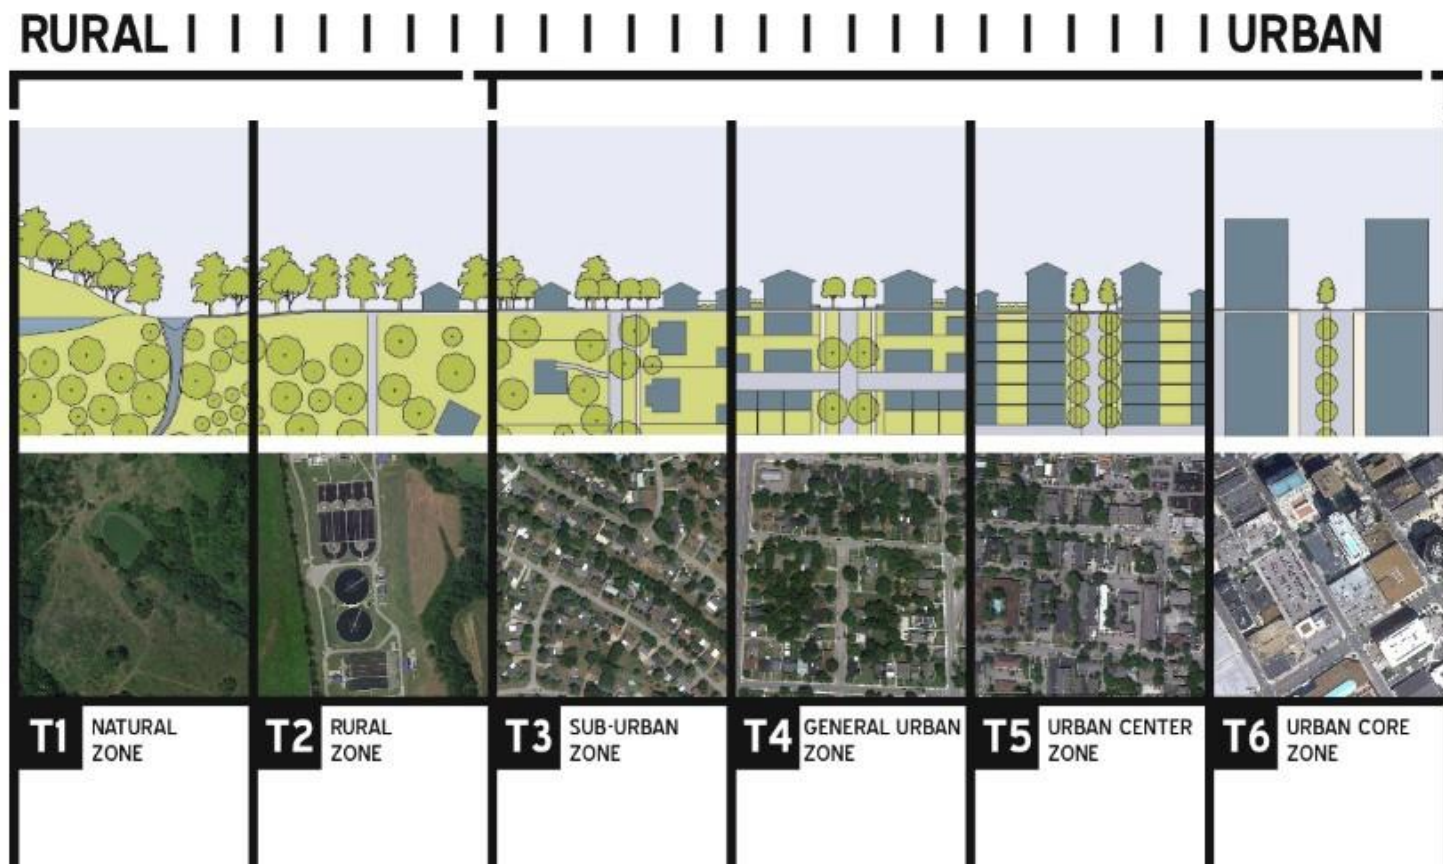 RURAL URBAN
T1 NATURAL
ZONE
T2 RURAL
ZONE
T3 SUB-URBAN
ZONE
T4 GENERAL URBAN
ZONE
T5 URBAN CENTER
ZONE
T6 URBAN CORE
ZONE